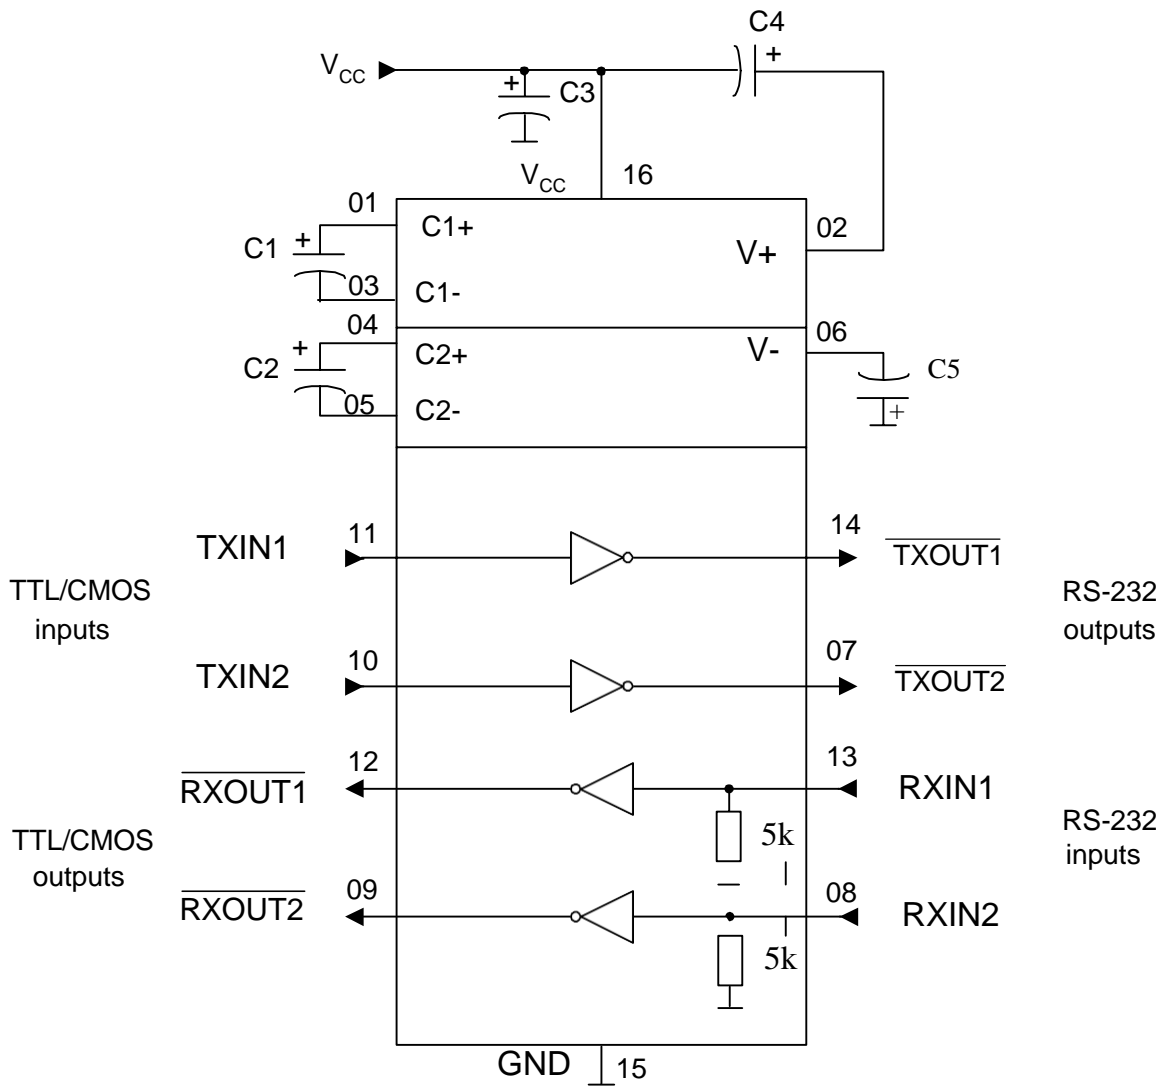 C4
+
VCC
+
C3
VCC
16
01
C1+
02
C1
+
V+
03
C1-
04
06
V-
C2
+
C2+
C5
05
C2-
+
11
14
TXIN1
TXOUT1
TTL/CMOS
inputs
RS-232
outputs
10
07
TXIN2
TXOUT2
12
13
RXOUT1
RXIN1
5k
TTL/CMOS
outputs
RS-232
inputs
09
08
RXOUT2
RXIN2
5k
GND
15